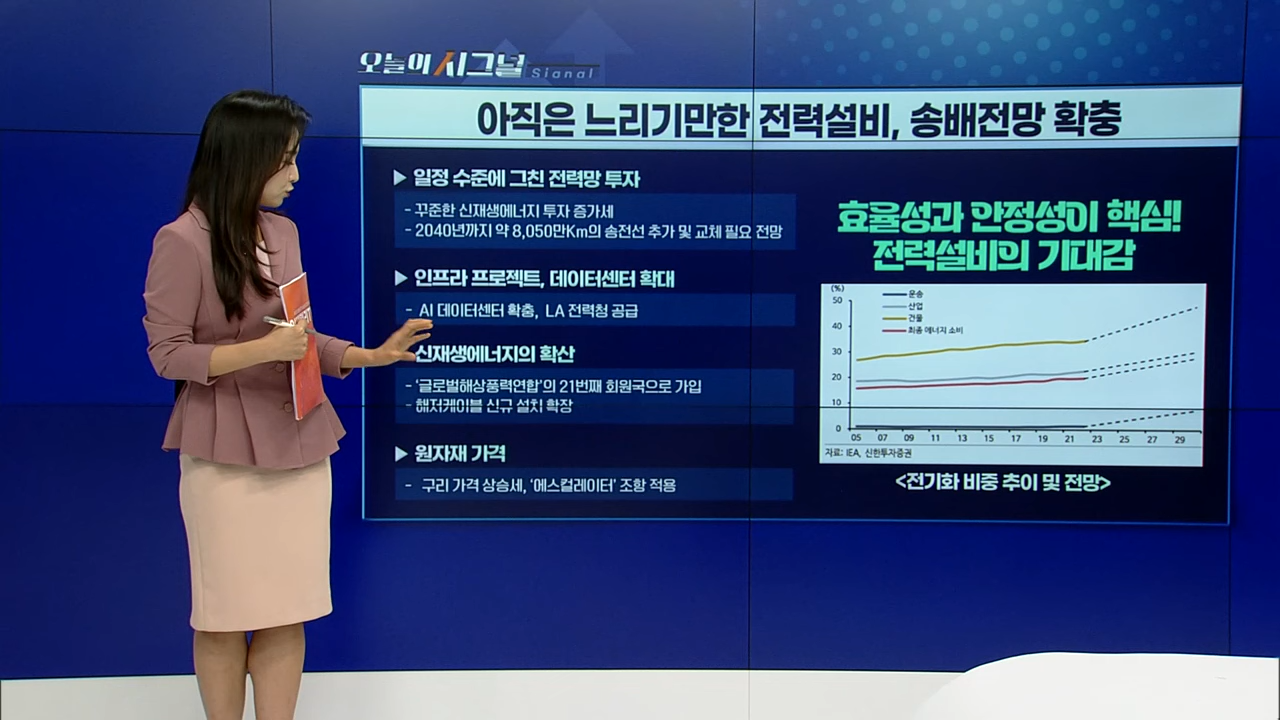 오늘의 시그널
Signal
아직은 느리기만한 전력설비, 송배전망 확충
▶ 일정 수준에 그친 전력망 투자
- 꾸준한 신재생에너지 투자 증가세
- 2040년까지 약 8,050만Km의 송전선 추가 및 교체 필요 전망
▶ 인프라 프로젝트, 데이터센터 확대
- AI 데이터센터 확충, LA 전력청 공급
신재생에너지의 확산
- '글로벌해상풍력연합'의 21번째 회원국으로 가입
- 해저케이블 신규 설치 확장
▶ 원자재 가격
- 구리 가격 상승세, '에스컬레이터' 조항 적용
효율성과 안정성이 핵심!
전력설비의 기대감
(%)
50
40
30
20
10
0
운송
산업
건물
최종 에너지 소비
05 07 09 11 13 15 17 19 21 23 25 27 29
자료: IEA, 신한투자증권
<전기화 비중 추이 및 전망>